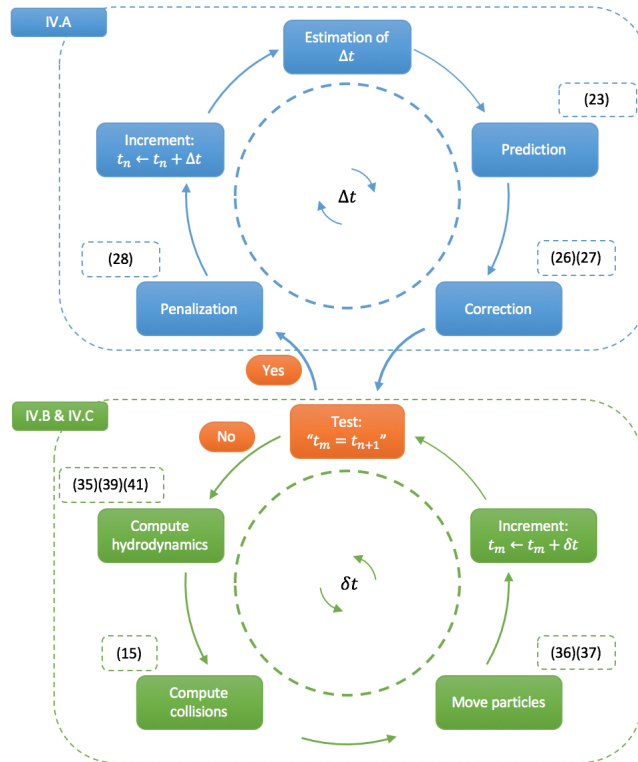 IV.A
Estimation of
Δt
(23)
Increment:
tₙ ← tₙ + Δt
Prediction
Δt
(28)
(26)(27)
Penalization
Correction
Yes
IV.B & IV.C
Test:
"tₘ = tₙ₊₁"
No
(35)(39)(41)
Compute
hydrodynamics
Increment:
tₘ ← tₘ + δt
δt
(15)
(36)(37)
Compute
collisions
Move particles